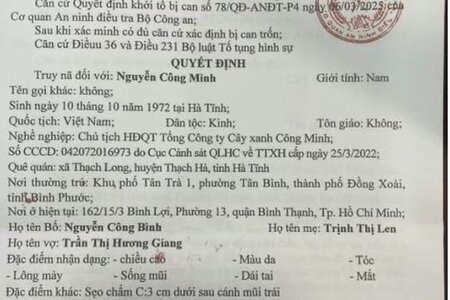 Căn cứ Quyết định khởi tố bị can số 78/QĐ-ANĐT-P4 ngày 06/03/2025 của
Cơ quan An ninh điều tra Bộ Công an;
Sau khi xác minh có đủ căn cứ xác định bị can trốn;
Căn cứ Điều 36 và Điều 231 Bộ luật Tố tụng hình sự
QUYẾT ĐỊNH
Truy nã đối với: Nguyễn Công Minh Giới tính: Nam
Tên gọi khác: không;
Sinh ngày 10 tháng 10 năm 1972 tại Hà Tĩnh;
Quốc tịch: Việt Nam; Dân tộc: Kinh; Tôn giáo: Không;
Nghề nghiệp: Chủ tịch HĐQT Tổng Công ty Cây xanh Công Minh;
Số CCCD: 042072016973 do Cục Cảnh sát QLHC về TTXH cấp ngày 25/3/2022;
Quê quán: xã Thạch Long, huyện Thạch Hà, tỉnh Hà Tĩnh
Nơi thường trú: Khu phố Tân Trà 1, phường Tân Bình, thành phố Đồng Xoài,
tỉnh Bình Phước;
Nơi ở hiện tại: 162/15/3 Bình Lợi, Phường 13, quận Bình Thạnh, Tp. Hồ Chí Minh;
Họ tên Bố: Nguyễn Công Bình Họ tên mẹ: Trịnh Thị Len
Họ tên vợ: Trần Thị Hương Giang
Đặc điểm nhận dạng: - chiều cao - Màu da - Tóc
- Lông mày - Sống mũi - Dái tai - Mắt
Đặc điểm khác: Sẹo chấm C:3 cm dưới sau cánh mũi trái